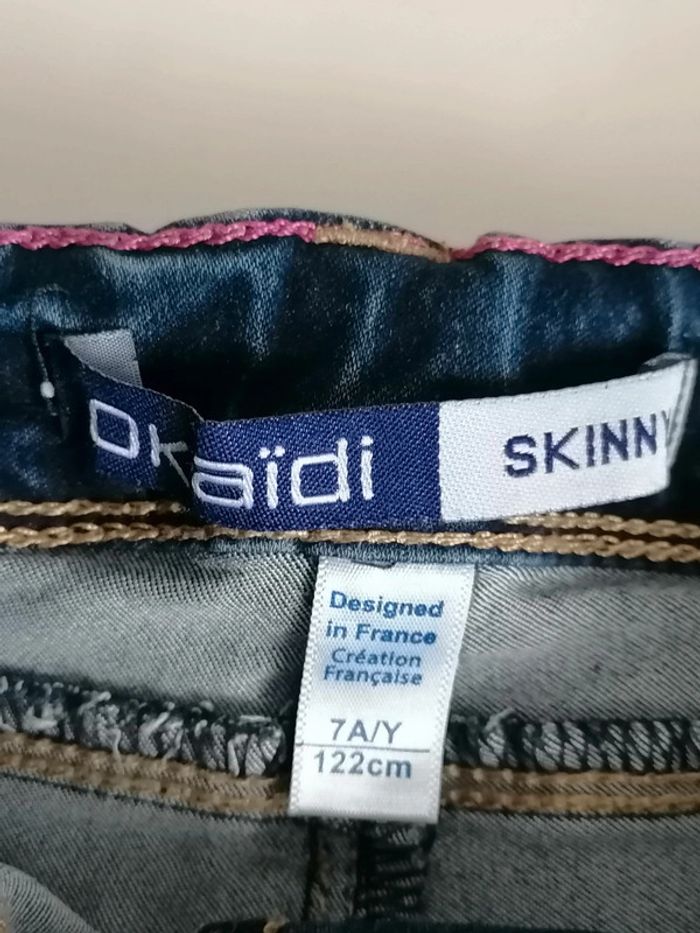 okaïdi SKINNY
Designed
in France
Création
Française
7A/Y
122cm